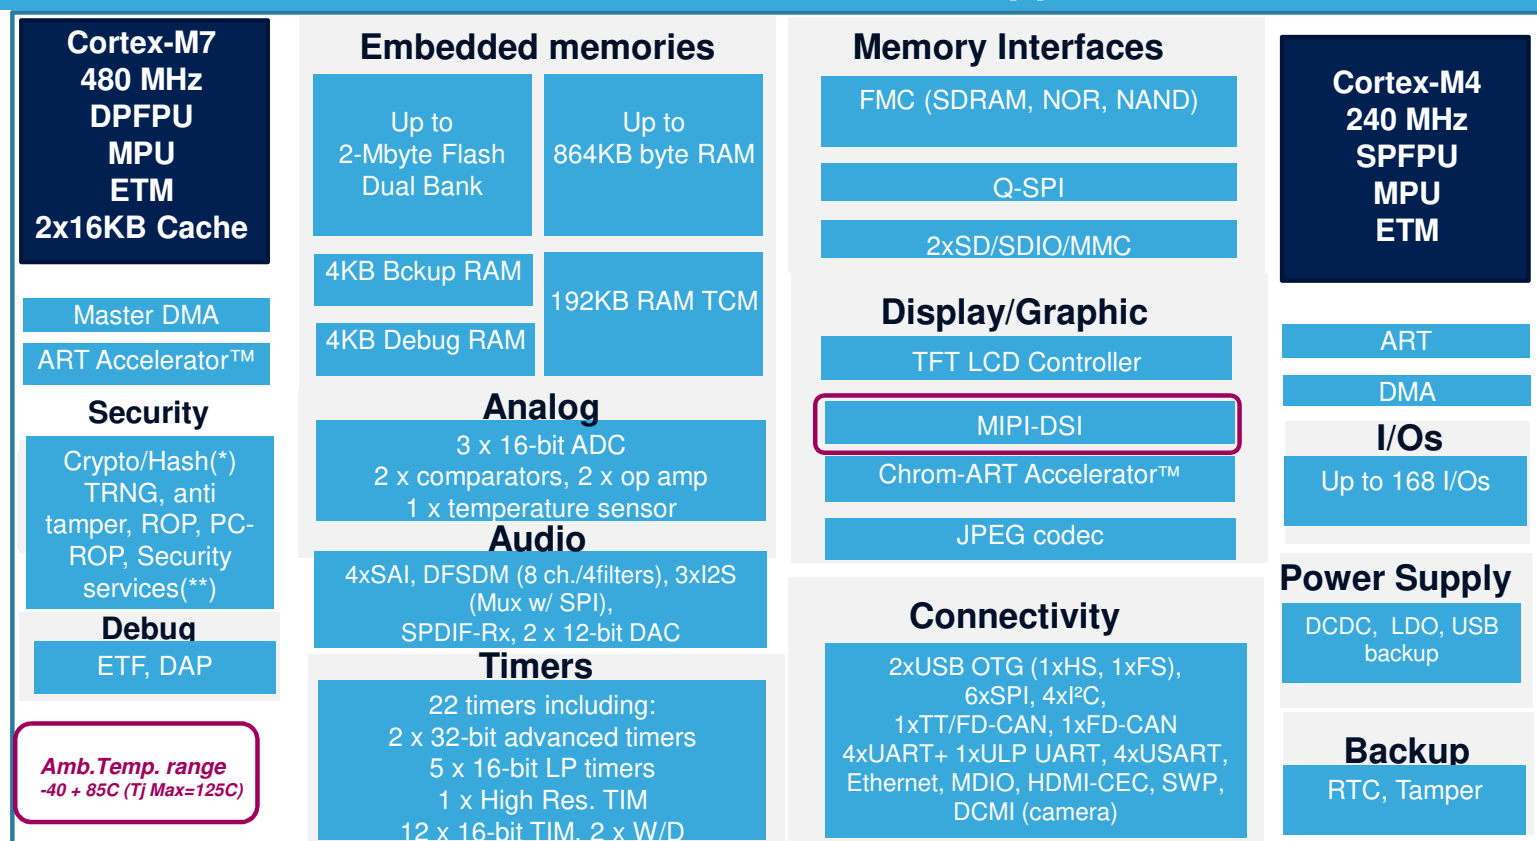 Cortex-M7
480 MHz
DPFPU
MPU
ETM
2x16KB Cache
Master DMA
ART Accelerator™
Security
Crypto/Hash(*)
TRNG, anti
tamper, ROP, PC-
ROP, Security
services(**)
Debug
ETF, DAP
Amb.Temp. range
-40 + 85C (Tj Max=125C)
Embedded memories
Up to
2-Mbyte Flash
Dual Bank
Up to
864KB byte RAM
4KB Bckup RAM
4KB Debug RAM
192KB RAM TCM
Analog
3 x 16-bit ADC
2 x comparators, 2 x op amp
1 x temperature sensor
Audio
4xSAI, DFSDM (8 ch./4filters), 3xI2S
(Mux w/ SPI),
SPDIF-Rx, 2 x 12-bit DAC
Timers
22 timers including:
2 x 32-bit advanced timers
5 x 16-bit LP timers
1 x High Res. TIM
12 x 16-bit TIM, 2 x W/D
Memory Interfaces
FMC (SDRAM, NOR, NAND)
Q-SPI
2xSD/SDIO/MMC
Display/Graphic
TFT LCD Controller
MIPI-DSI
Chrom-ART Accelerator™
JPEG codec
Connectivity
2xUSB OTG (1xHS, 1xFS),
6xSPI, 4xI²C,
1xTT/FD-CAN, 1xFD-CAN
4xUART+ 1xULP UART, 4xUSART,
Ethernet, MDIO, HDMI-CEC, SWP,
DCMI (camera)
Cortex-M4
240 MHz
SPFPU
MPU
ETM
ART
DMA
I/Os
Up to 168 I/Os
Power Supply
DCDC, LDO, USB
backup
Backup
RTC, Tamper